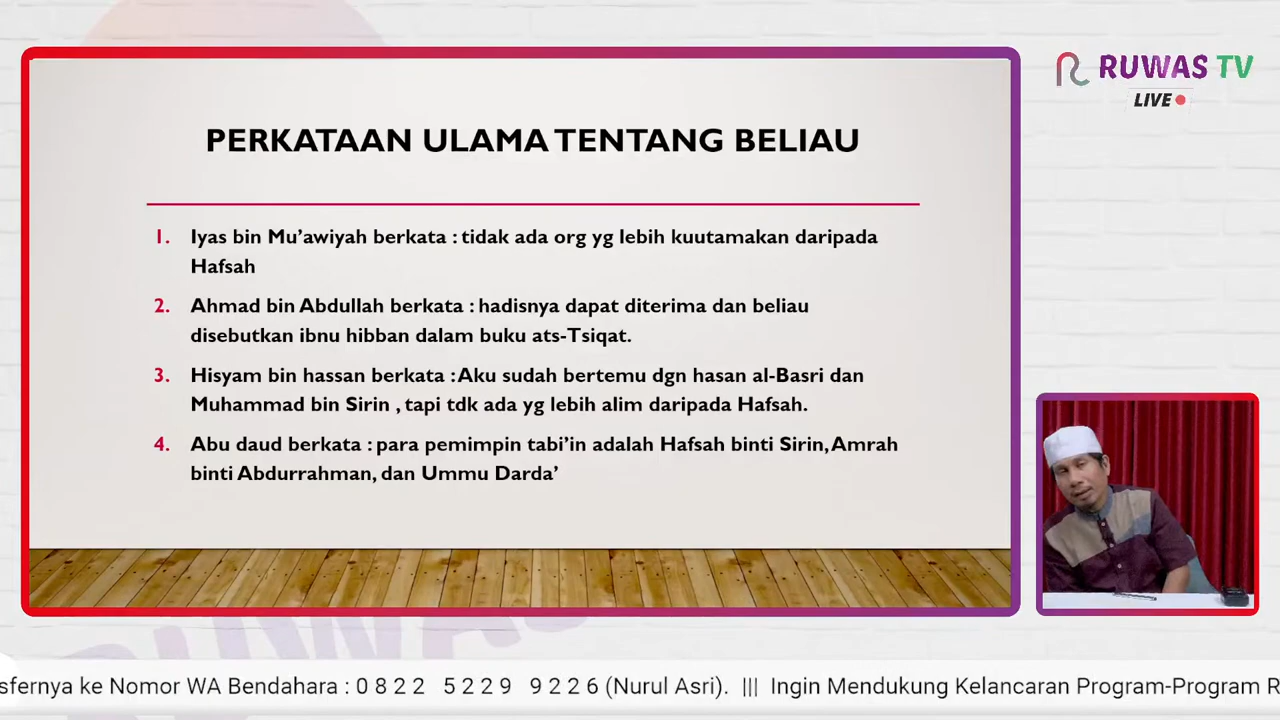 RUWAS TV
LIVE
PERKATAAN ULAMA TENTANG BELIAU
1. Iyas bin Mu’awiyah berkata : tidak ada org yg lebih kuutamakan daripada
Hafsah
2. Ahmad bin Abdullah berkata : hadisnya dapat diterima dan beliau
disebutkan ibnu hibban dalam buku ats-Tsiqat.
3. Hisyam bin hassan berkata : Aku sudah bertemu dgn hasan al-Basri dan
Muhammad bin Sirin , tapi tdk ada yg lebih alim daripada Hafsah.
4. Abu daud berkata : para pemimpin tabi’in adalah Hafsah binti Sirin, Amrah
binti Abdurrahman, dan Ummu Darda’
sfernya ke Nomor WA Bendahara : 0 8 2 2 5 2 2 9 9 2 2 6 (Nurul Asri). ||| Ingin Mendukung Kelancaran Program-Program R